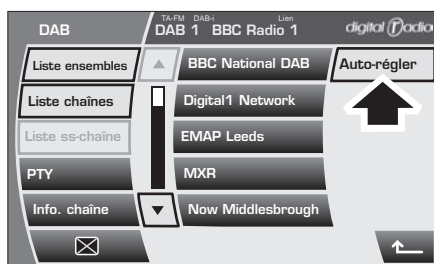 DAB
TA-FM DAB-i Lien
DAB 1 BBC Radio 1
digital radio
Liste ensembles
BBC National DAB
Auto-régler
Liste chaînes
Digital1 Network
Liste ss-chaîne
EMAP Leeds
PTY
MXR
Info. chaîne
Now Middlesbrough